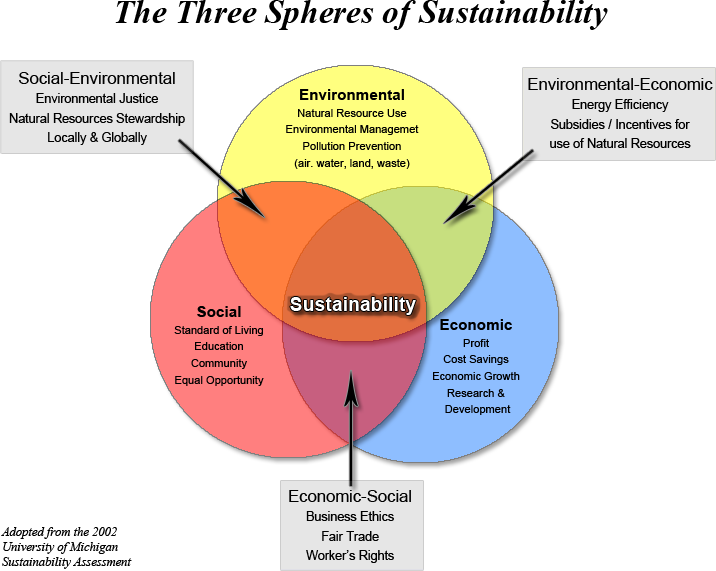 The Three Spheres of Sustainability
Social-Environmental
Environmental Justice
Natural Resources Stewardship
Locally & Globally
Environmental
Natural Resource Use
Environmental Managemet
Pollution Prevention
(air. water, land, waste)
Environmental-Economic
Energy Efficiency
Subsidies / Incentives for
use of Natural Resources
Social
Standard of Living
Education
Community
Equal Opportunity
Sustainability
Economic
Profit
Cost Savings
Economic Growth
Research &
Development
Economic-Social
Business Ethics
Fair Trade
Worker's Rights
Adopted from the 2002
University of Michigan
Sustainability Assessment